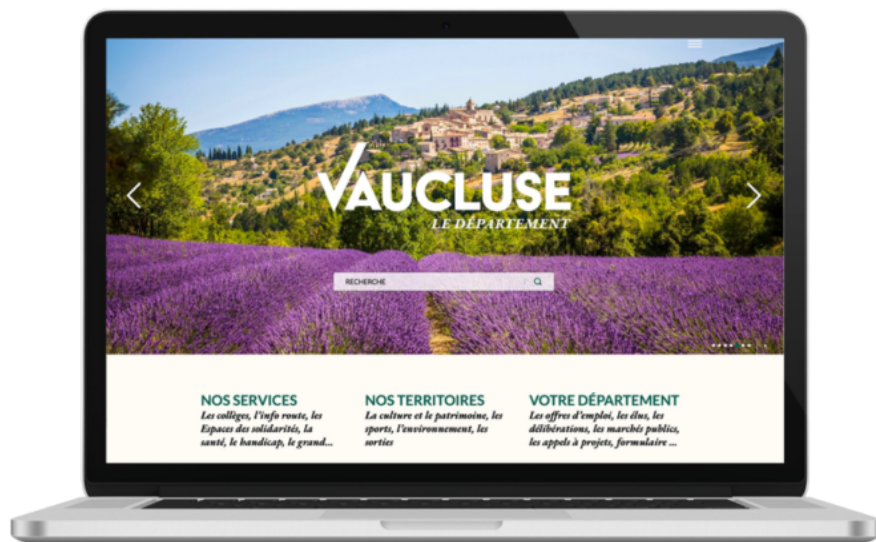 VAUCLUSE
LE DÉPARTEMENT
RECHERCHE
NOS SERVICES
Les collèges, l'info route, les
Espaces des solidarités, la
santé, le handicap, le grand...
NOS TERRITOIRES
La culture et le patrimoine, les
sports, l'environnement, les
sorties
VOTRE DÉPARTEMENT
Les offres d'emploi, les élus, les
délibérations, les marchés publics,
les appels à projets, formulaire ...